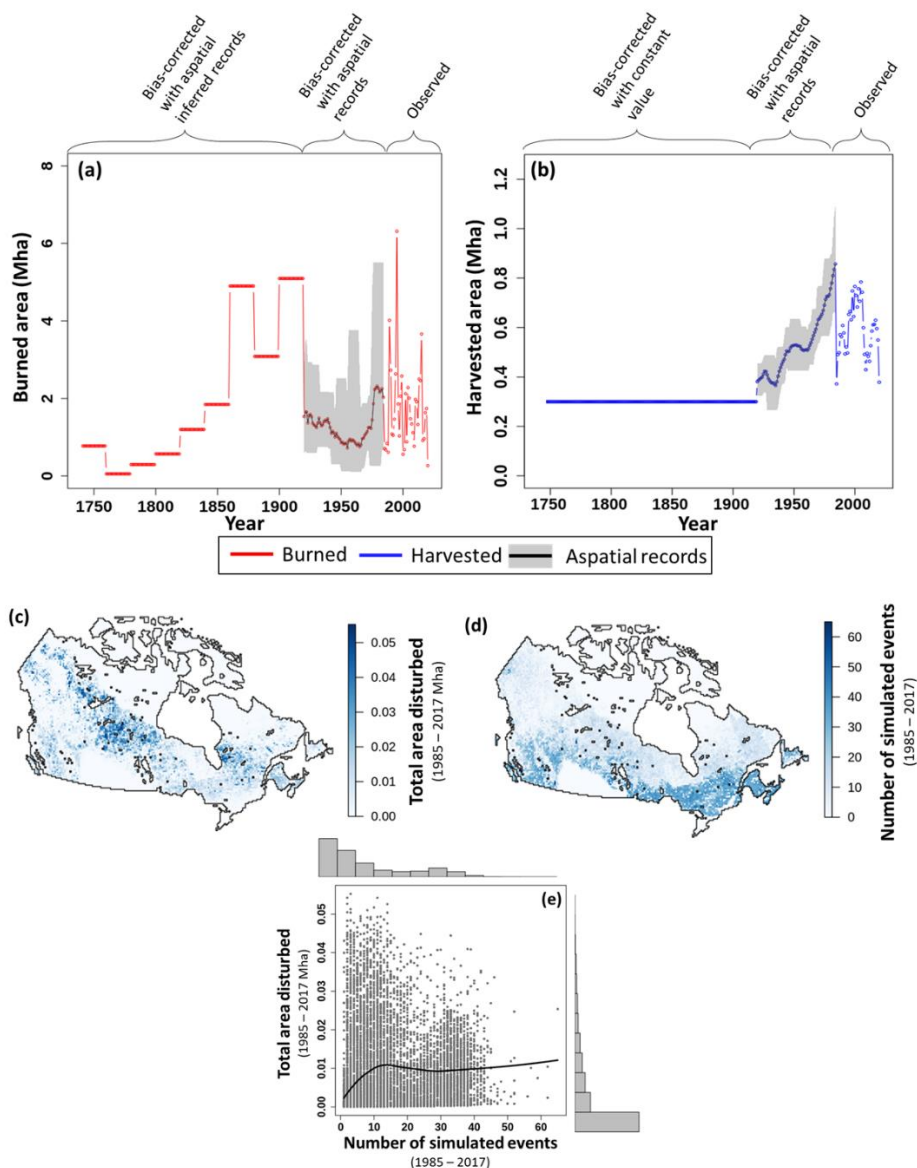 Bias-corrected
with aspatial
inferred records
Bias-corrected
with aspatial
records
Observed
Bias-corrected
with constant
value
Bias-corrected
with aspatial
records
Observed
(a)
Burned area (Mha)
8
6
4
2
0
1750
1800
1850
1900
1950
2000
Year
(b)
Harvested area (Mha)
1.2
1.0
0.8
0.6
0.4
0.2
0.0
1750
1800
1850
1900
1950
2000
Year
Burned
Harvested
Aspatial records
(c)
0.05
0.04
0.03
0.02
0.01
0.00
Total area disturbed
(1985 – 2017 Mha)
(d)
60
50
40
30
20
10
0
Number of simulated events
(1985 – 2017)
(e)
Total area disturbed
(1985 – 2017 Mha)
0.05
0.04
0.03
0.02
0.01
0.00
0
10
20
30
40
50
60
Number of simulated events
(1985 – 2017)